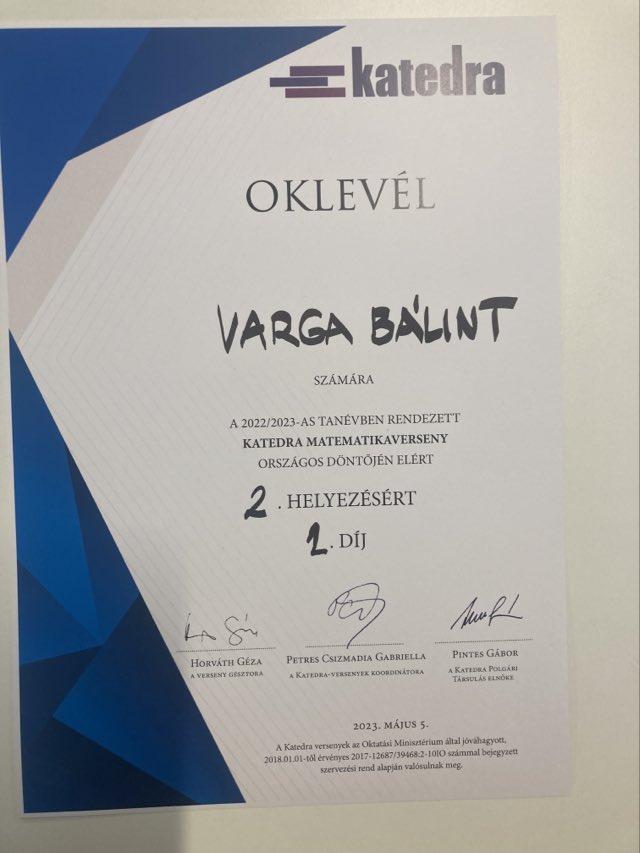 katedra
OKLEVÉL
VARGA BÁLINT
SZÁMÁRA
A 2022/2023-AS TANÉVBEN RENDEZETT
KATEDRA MATEMATIKAVERSENY
ORSZÁGOS DÖNTŐJÉN ELÉRT
2. HELYEZÉSÉRT
1. DÍJ
HORVÁTH GÉZA
A VERSENY GESZTORA
PETRES CSIZMADIA GABRIELLA
A KATEDRA-VERSENYEK KOORDINÁTORA
PINTES GÁBOR
A KATEDRA POLGÁRI
TÁRSULÁS ELNÖKE
2023. MÁJUS 5.
A Katedra versenyek az Oktatási Minisztérium által jóváhagyott,
2018.01.01-től érvényes 2017-12687/39468:2-10IO számmal bejegyzett
szervezési rend alapján valósulnak meg.